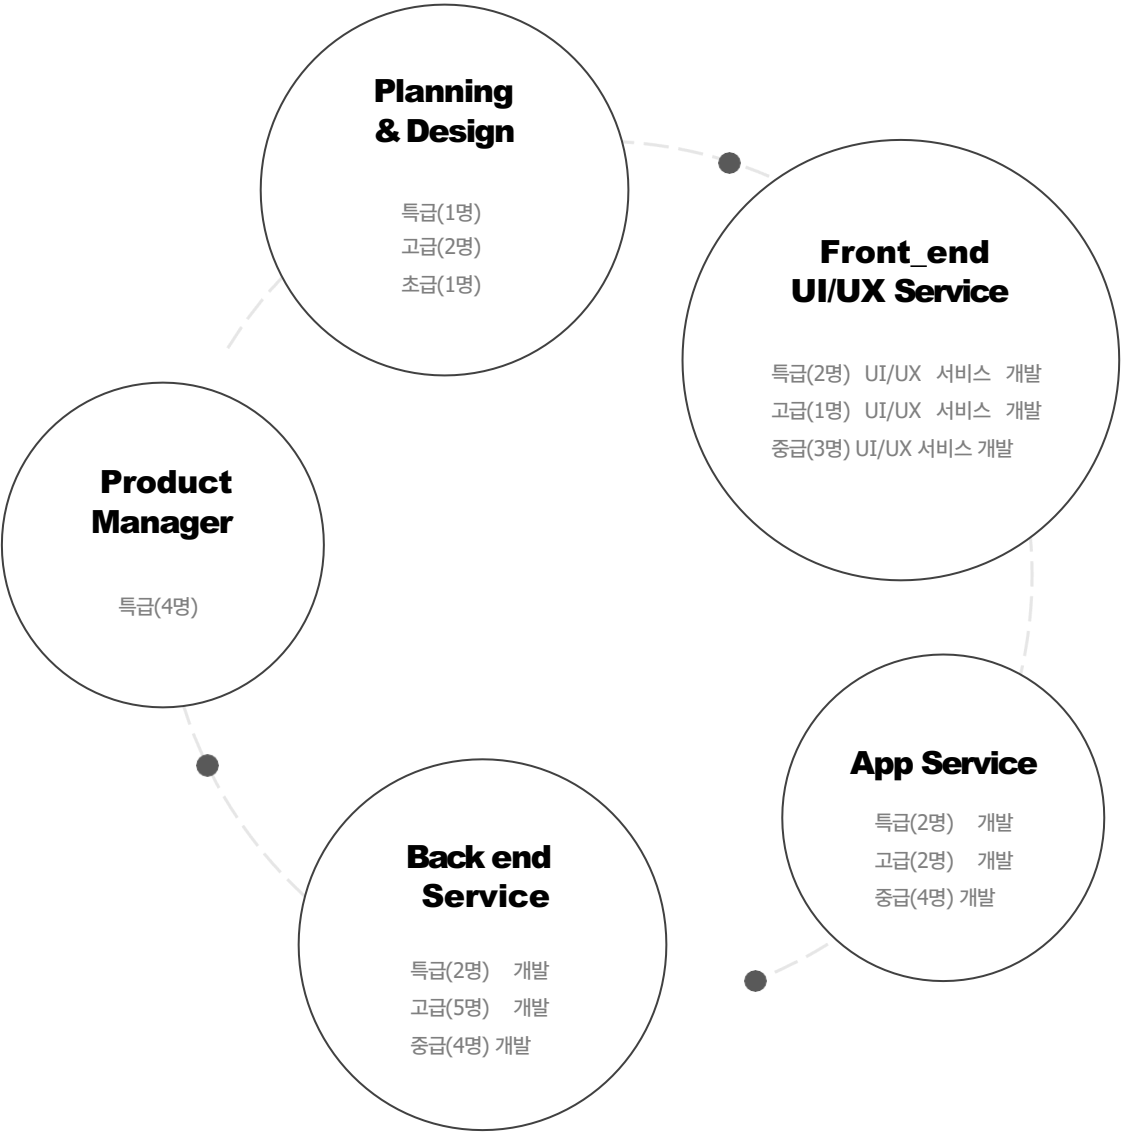 Planning
& Design
특급(1명)
고급(2명)
초급(1명)
Front_end
UI/UX Service
특급(2명) UI/UX 서비스 개발
고급(1명) UI/UX 서비스 개발
중급(3명) UI/UX 서비스 개발
Product
Manager
특급(4명)
App Service
특급(2명) 개발
고급(2명) 개발
중급(4명) 개발
Back end
Service
특급(2명) 개발
고급(5명) 개발
중급(4명) 개발